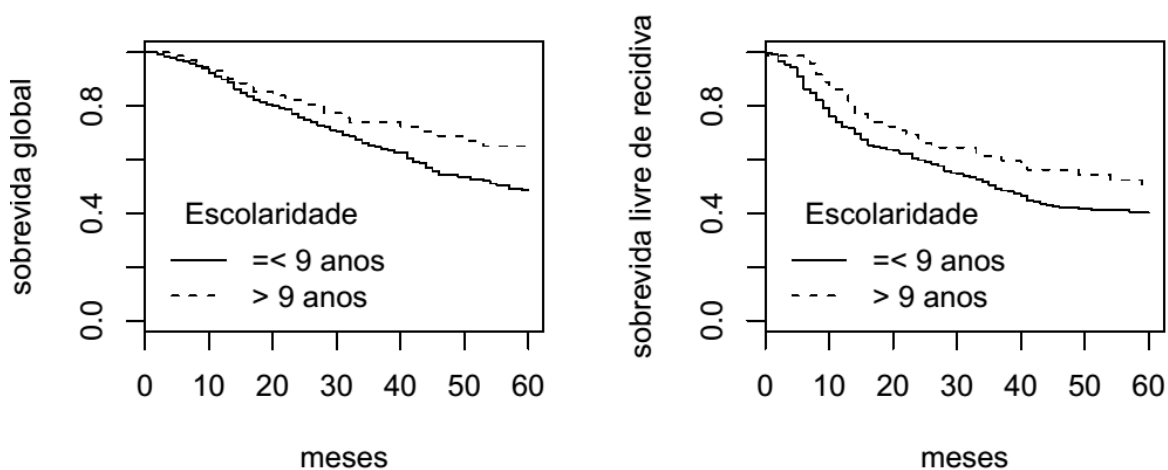 sobrevida global
0.0 0.4 0.8
Escolaridade
=< 9 anos
> 9 anos
0 10 20 30 40 50 60
meses
sobrevida livre de recidiva
0.0 0.4 0.8
Escolaridade
=< 9 anos
> 9 anos
0 10 20 30 40 50 60
meses